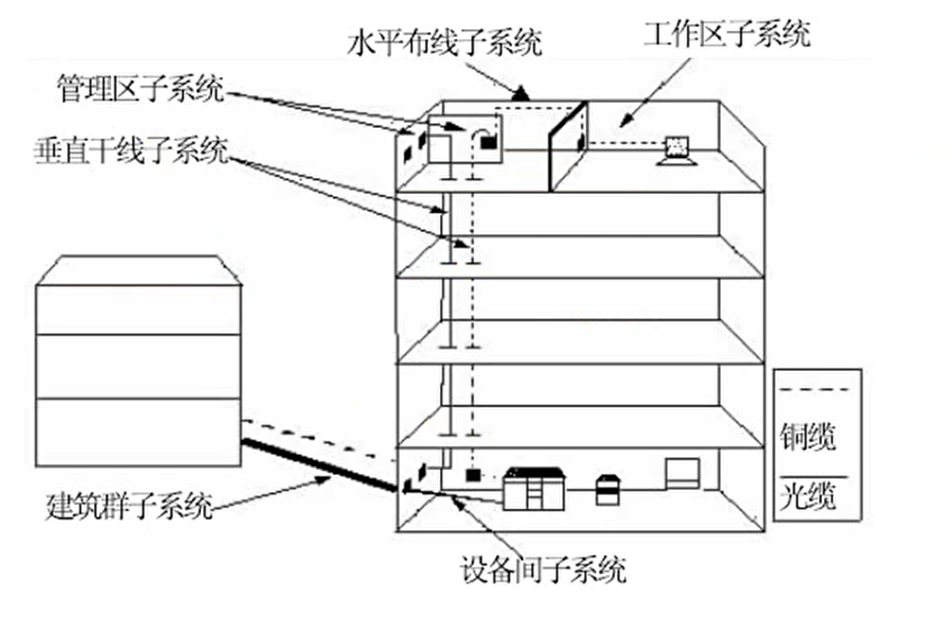 水平布线子系统
工作区子系统
管理区子系统
垂直干线子系统
铜缆
光缆
建筑群子系统
设备间子系统